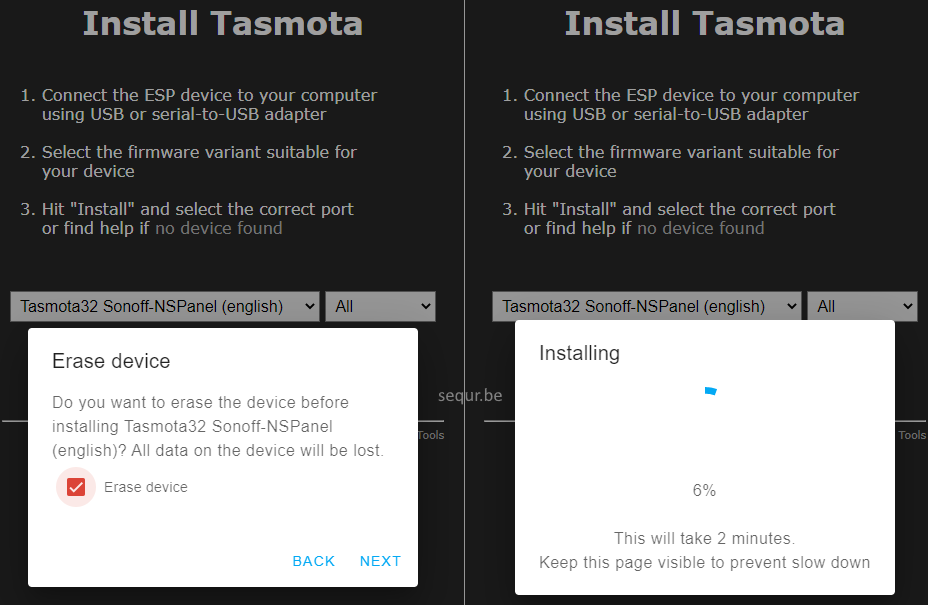 Install Tasmota
1. Connect the ESP device to your computer
using USB or serial-to-USB adapter
2. Select the firmware variant suitable for
your device
3. Hit "Install" and select the correct port
or find help if no device found
Tasmota32 Sonoff-NSPanel (english)
All
Erase device
Do you want to erase the device before
installing Tasmota32 Sonoff-NSPanel
(english)? All data on the device will be lost.
Erase device
BACK
NEXT
Tools
sequr.be
Install Tasmota
1. Connect the ESP device to your computer
using USB or serial-to-USB adapter
2. Select the firmware variant suitable for
your device
3. Hit "Install" and select the correct port
or find help if no device found
Tasmota32 Sonoff-NSPanel (english)
All
Installing
6%
This will take 2 minutes.
Keep this page visible to prevent slow down
Tools